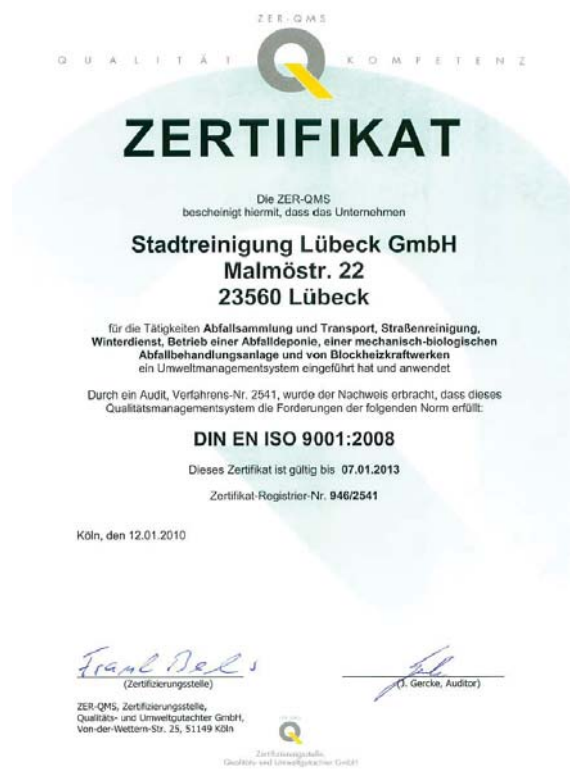 ZER-QMS
QUALITÄT KOMPETENZ
ZERTIFIKAT
Die ZER-QMS
bescheinigt hiermit, dass das Unternehmen
Stadtreinigung Lübeck GmbH
Malmöstr. 22
23560 Lübeck
für die Tätigkeiten Abfallsammlung und Transport, Straßenreinigung,
Winterdienst, Betrieb einer Abfalldeponie, einer mechanisch-biologischen
Abfallbehandlungsanlage und von Blockheizkraftwerken
ein Umweltmanagementsystem eingeführt hat und anwendet
Durch ein Audit, Verfahrens-Nr. 2541, wurde der Nachweis erbracht, dass dieses
Qualitätsmanagementsystem die Forderungen der folgenden Norm erfüllt:
DIN EN ISO 9001:2008
Dieses Zertifikat ist gültig bis 07.01.2013
Zertifikat-Registrier-Nr. 946/2541
Köln, den 12.01.2010
(Zertifizierungsstelle)
(J. Gercke, Auditor)
ZER-QMS, Zertifizierungsstelle,
Qualitäts- und Umweltgutachter GmbH,
Von-der-Wettern-Str. 25, 51149 Köln
Zertifizierungsstelle,
Qualitäts- und Umweltgutachter GmbH